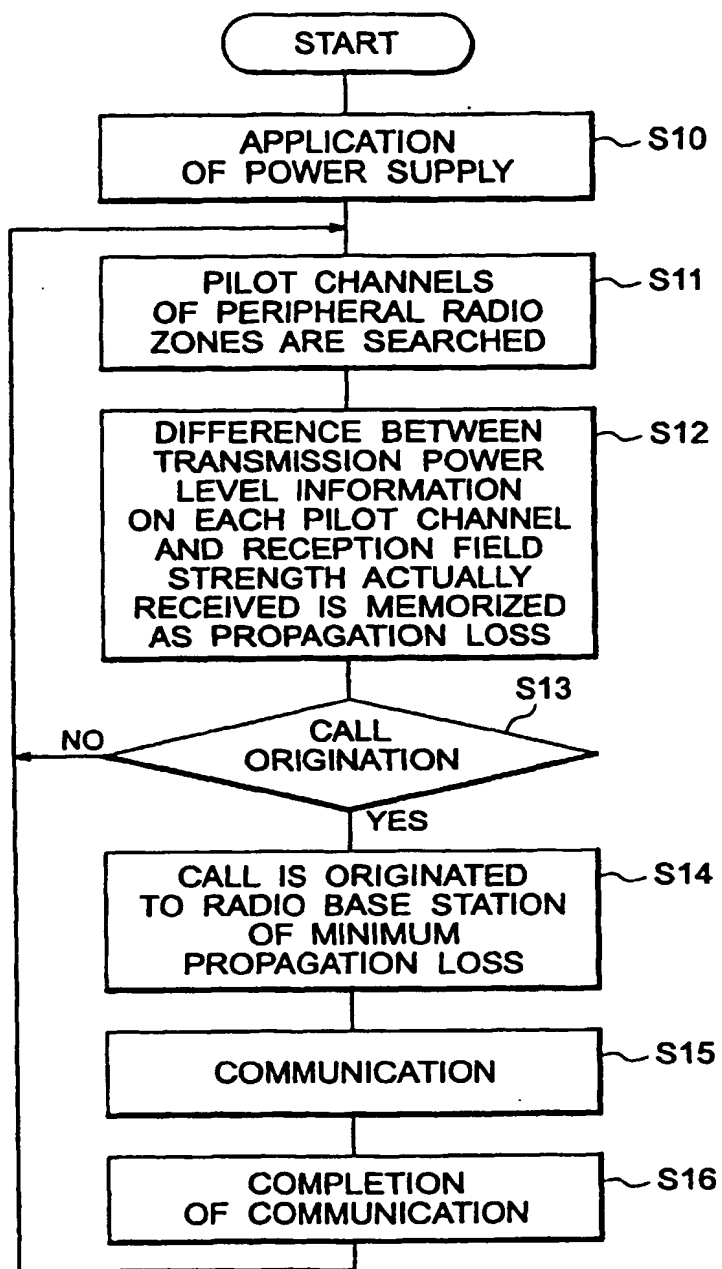 START
APPLICATION
OF POWER SUPPLY
S10
PILOT CHANNELS
OF PERIPHERAL RADIO
ZONES ARE SEARCHED
S11
DIFFERENCE BETWEEN
TRANSMISSION POWER
LEVEL INFORMATION
ON EACH PILOT CHANNEL
AND RECEPTION FIELD
STRENGTH ACTUALLY
RECEIVED IS MEMORIZED
AS PROPAGATION LOSS
S12
S13
CALL
ORIGINATION
NO
YES
CALL IS ORIGINATED
TO RADIO BASE STATION
OF MINIMUM
PROPAGATION LOSS
S14
COMMUNICATION
S15
COMPLETION
OF COMMUNICATION
S16